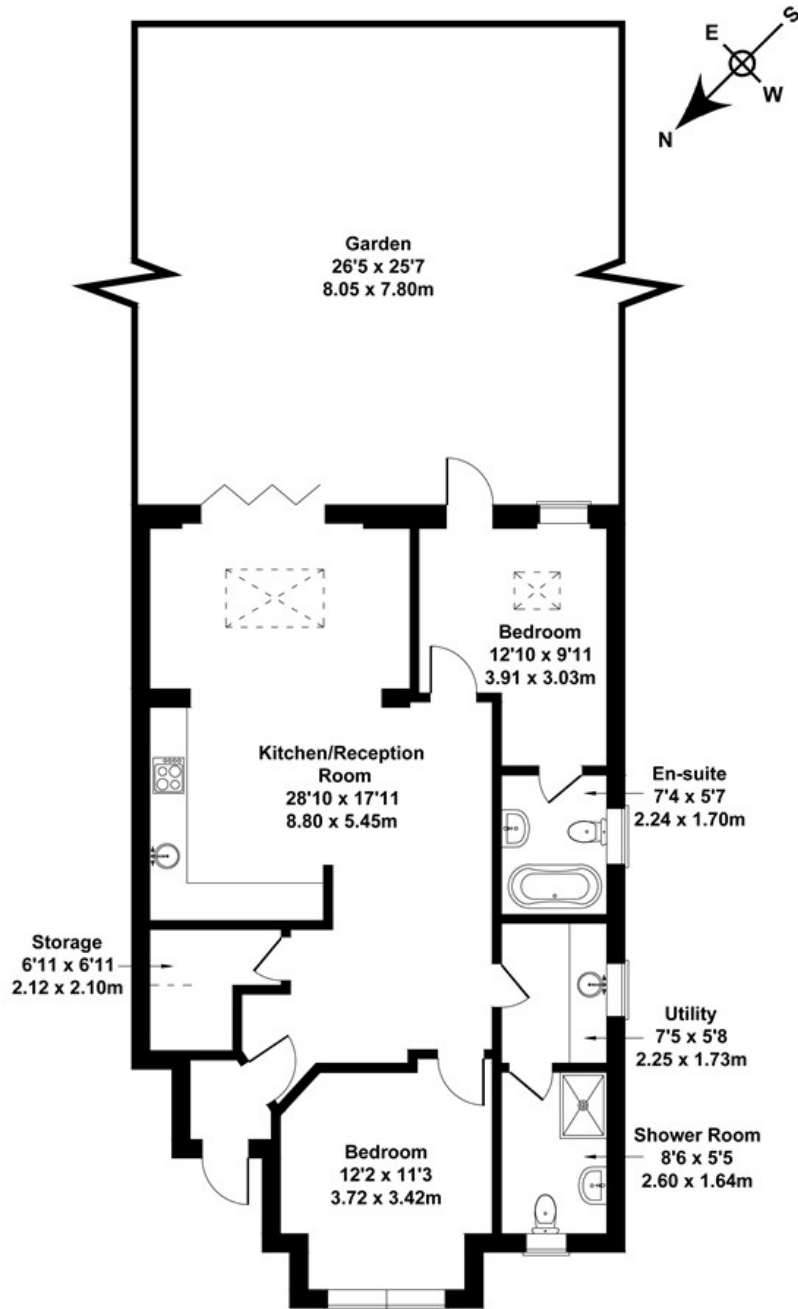 S
E
W
N
Garden
26'5 x 25'7
8.05 x 7.80m
Bedroom
12'10 x 9'11
3.91 x 3.03m
Kitchen/Reception
Room
28'10 x 17'11
8.80 x 5.45m
En-suite
7'4 x 5'7
2.24 x 1.70m
Storage
6'11 x 6'11
2.12 x 2.10m
Utility
7'5 x 5'8
2.25 x 1.73m
Bedroom
12'2 x 11'3
3.72 x 3.42m
Shower Room
8'6 x 5'5
2.60 x 1.64m